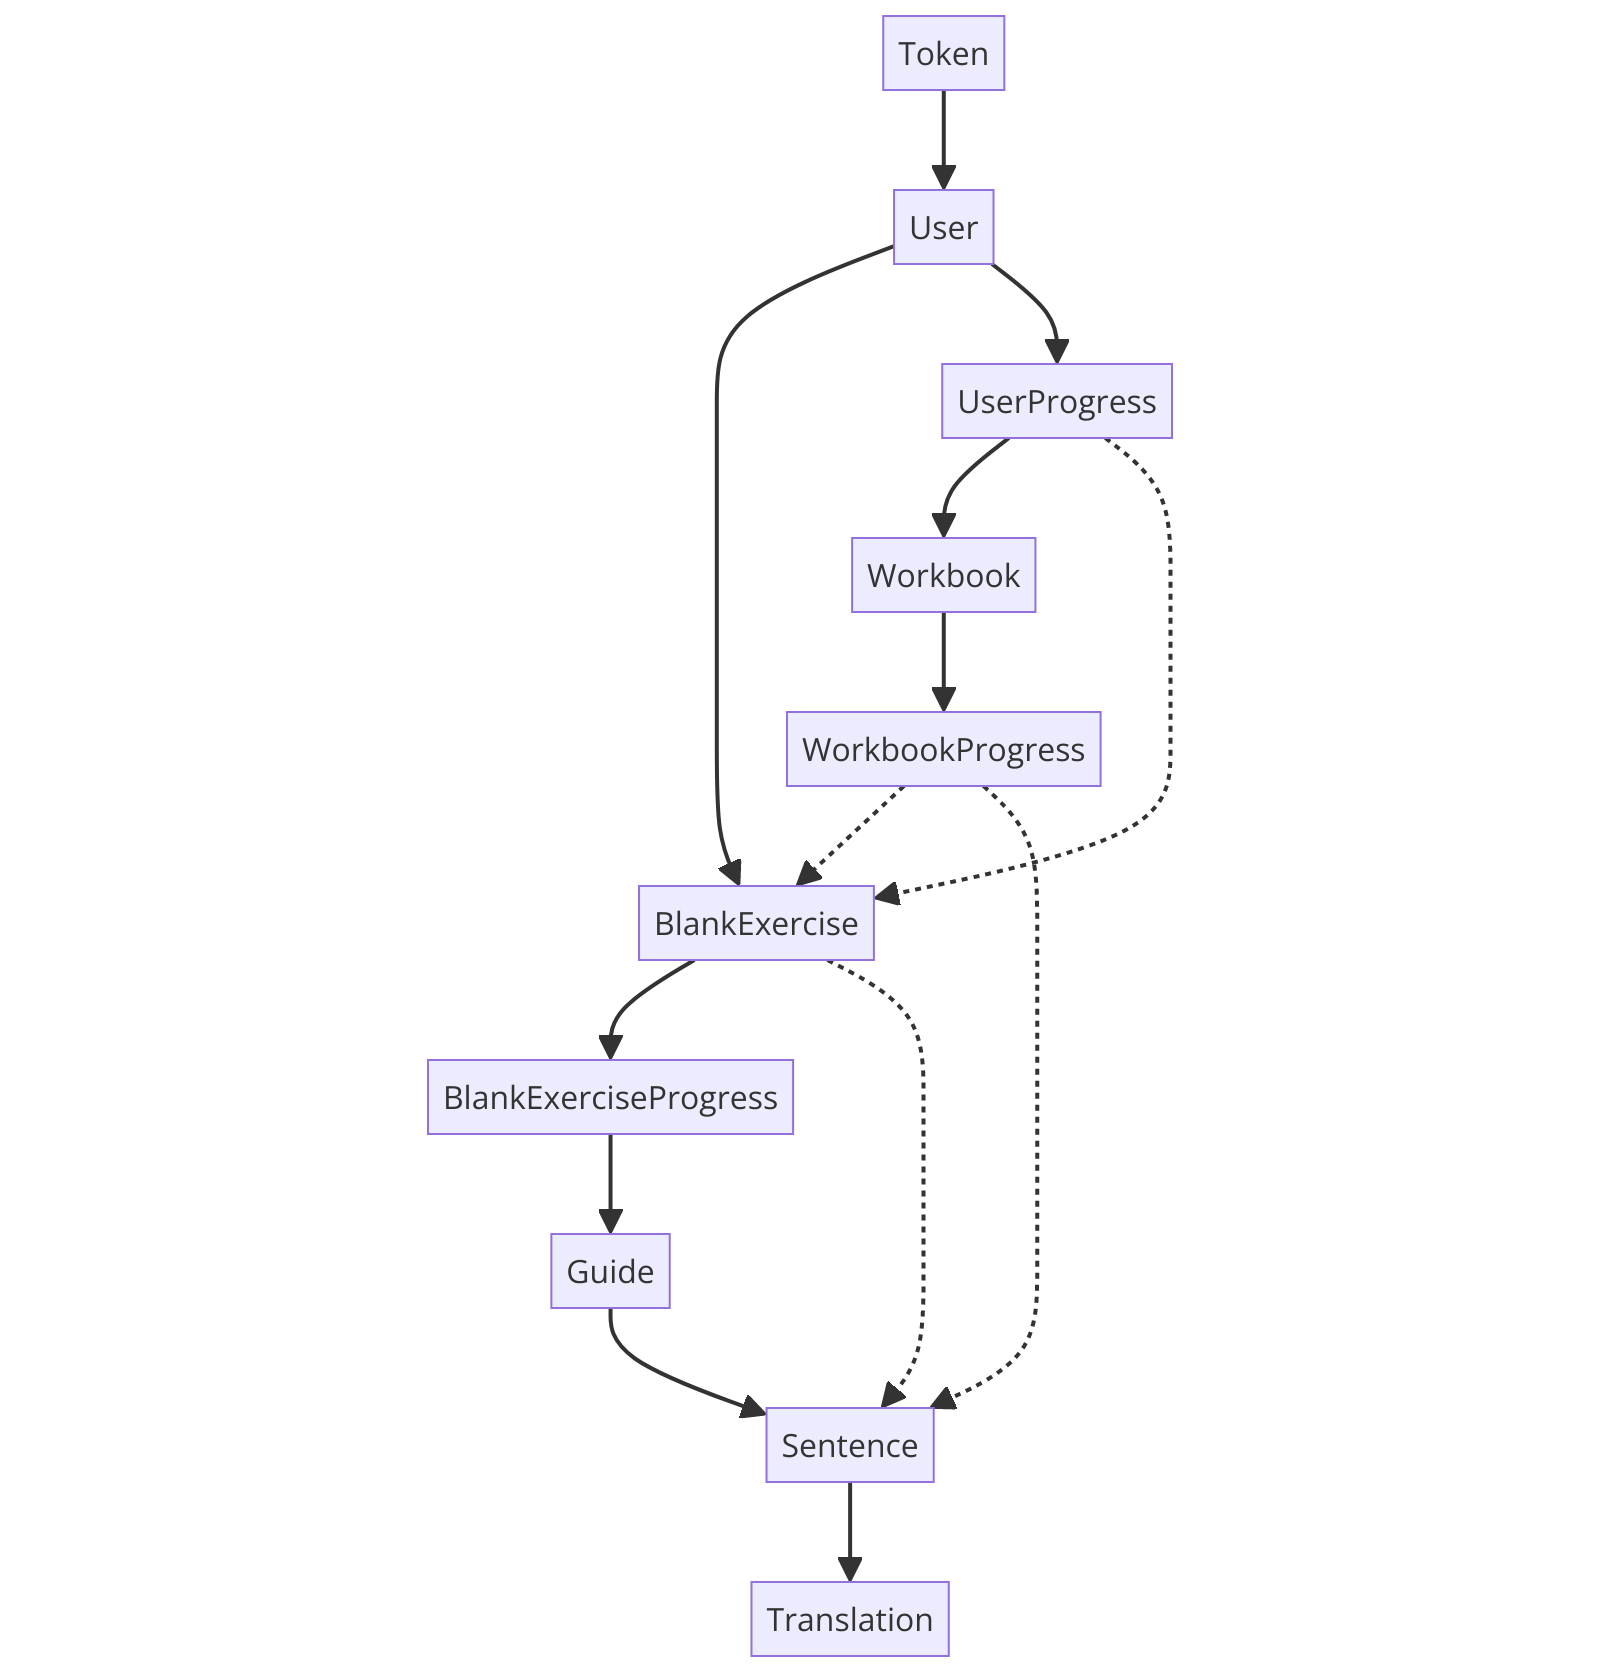 Token
User
UserProgress
Workbook
WorkbookProgress
BlankExercise
BlankExerciseProgress
Guide
Sentence
Translation